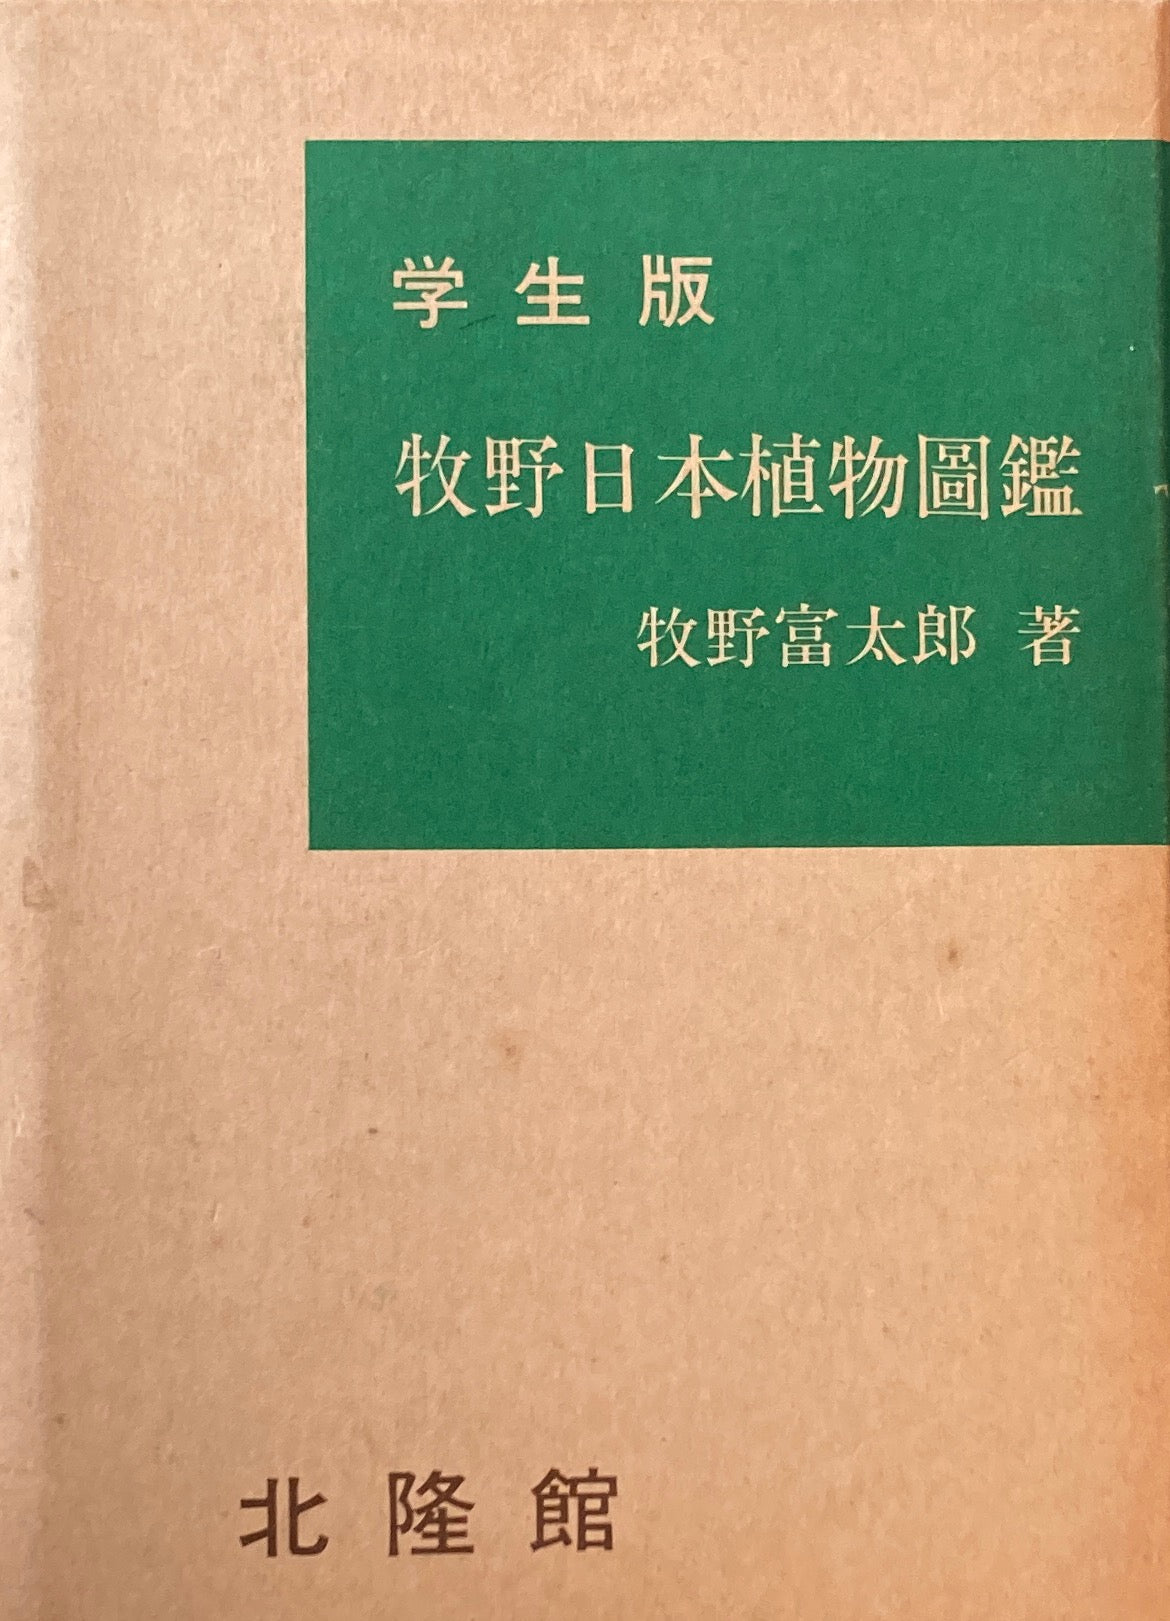 学生版
牧野日本植物圖鑑
牧野富太郎 著
北隆館